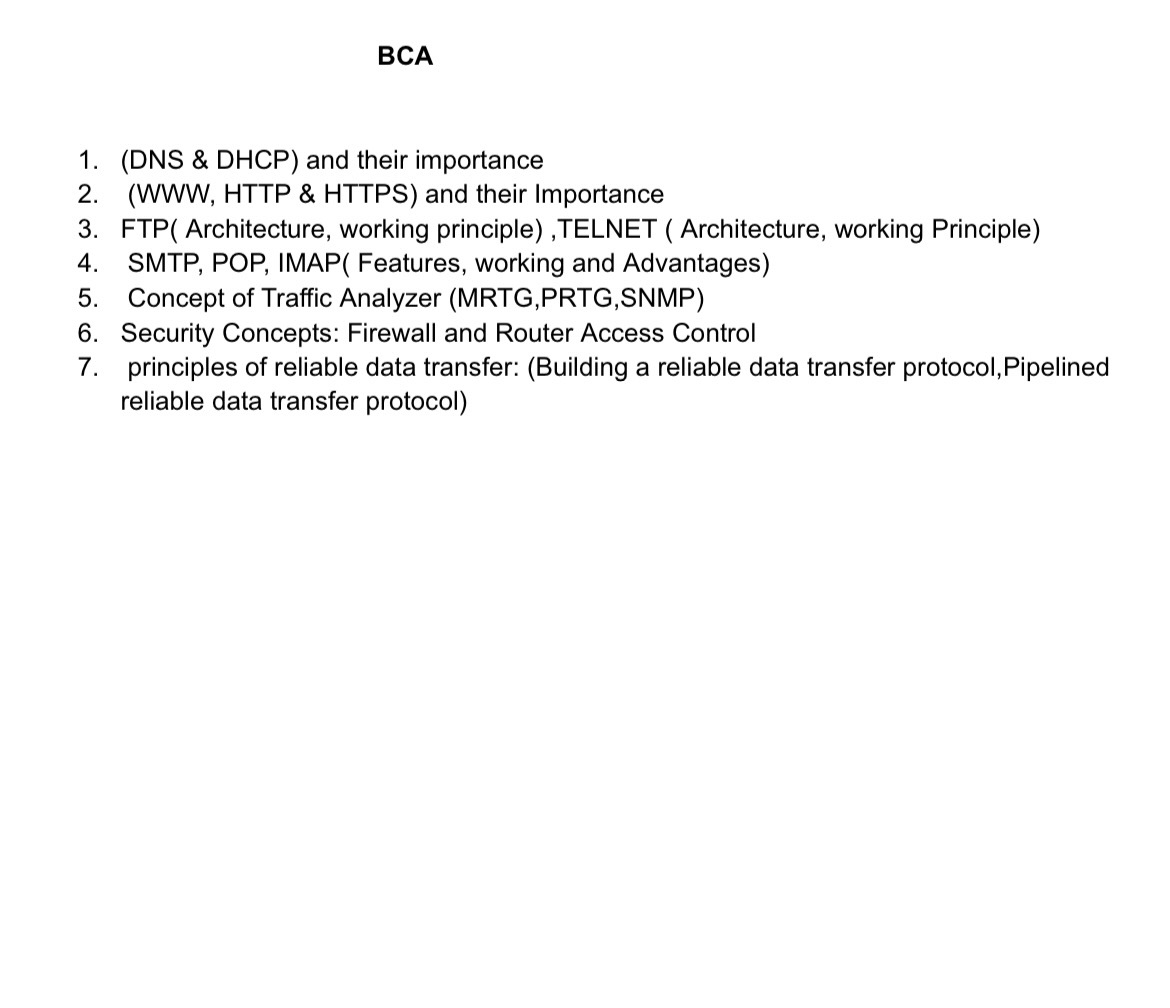 BCA
1. (DNS & DHCP) and their importance
2. (WWW, HTTP & HTTPS) and their Importance
3. FTP( Architecture, working principle) ,TELNET ( Architecture, working Principle)
4. SMTP, POP, IMAP( Features, working and Advantages)
5. Concept of Traffic Analyzer (MRTG,PRTG,SNMP)
6. Security Concepts: Firewall and Router Access Control
7. principles of reliable data transfer: (Building a reliable data transfer protocol,Pipelined
reliable data transfer protocol)